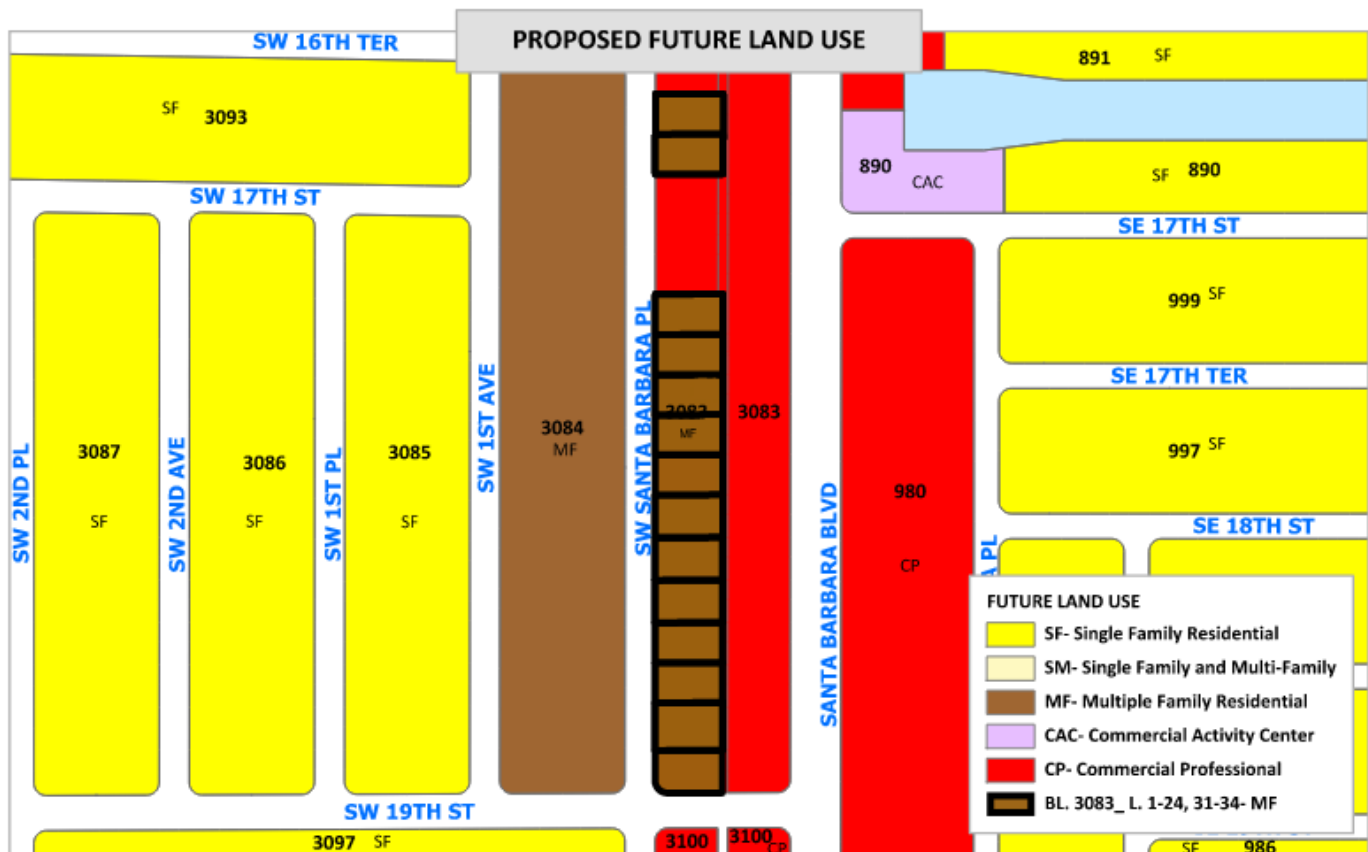 PROPOSED FUTURE LAND USE
SW 16TH TER
891 SF
SF 3093
890
CAC
SF 890
SW 17TH ST
SE 17TH ST
999 SF
SE 17TH TER
SW 2ND PL
3087
SF
SW 2ND AVE
3086
SF
SW 1ST PL
3085
SF
SW 1ST AVE
3084
MF
SW SANTA BARBARA PL
MF
3083
SANTA BARBARA BLVD
980
CP
997 SF
SE 18TH ST
A PL
FUTURE LAND USE
SF- Single Family Residential
SM- Single Family and Multi-Family
MF- Multiple Family Residential
CAC- Commercial Activity Center
CP- Commercial Professional
BL. 3083_ L. 1-24, 31-34- MF
SW 19TH ST
3097 SF
3100
3100
CP
SF 986